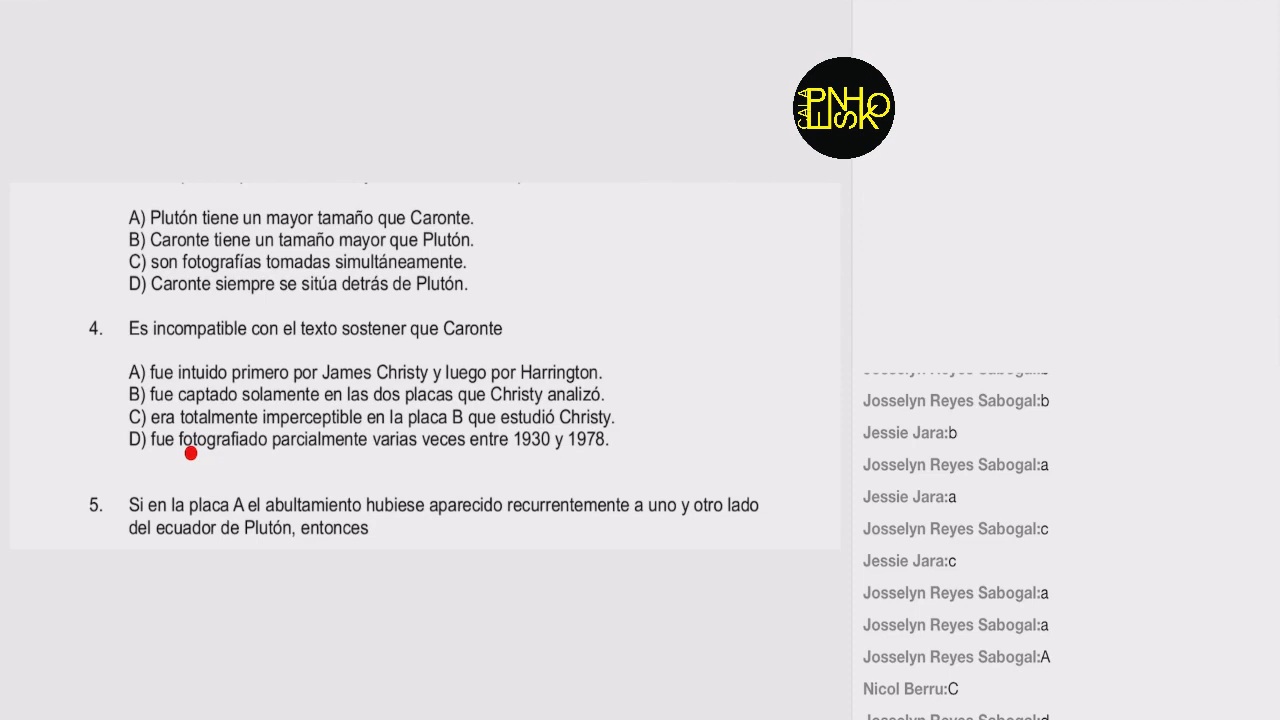 CALA
PENHSKO
A) Plutón tiene un mayor tamaño que Caronte.
B) Caronte tiene un tamaño mayor que Plutón.
C) son fotografías tomadas simultáneamente.
D) Caronte siempre se sitúa detrás de Plutón.
4. Es incompatible con el texto sostener que Caronte
A) fue intuido primero por James Christy y luego por Harrington.
B) fue captado solamente en las dos placas que Christy analizó.
C) era totalmente imperceptible en la placa B que estudió Christy.
D) fue fotografiado parcialmente varias veces entre 1930 y 1978.
5. Si en la placa A el abultamiento hubiese aparecido recurrentemente a uno y otro lado
del ecuador de Plutón, entonces
Josselyn Reyes Sabogal:b
Jessie Jara:b
Josselyn Reyes Sabogal:a
Jessie Jara:a
Josselyn Reyes Sabogal:c
Jessie Jara:c
Josselyn Reyes Sabogal:a
Josselyn Reyes Sabogal:a
Josselyn Reyes Sabogal:A
Nicol Berru:C
Josselyn Reyes Sabogal:d